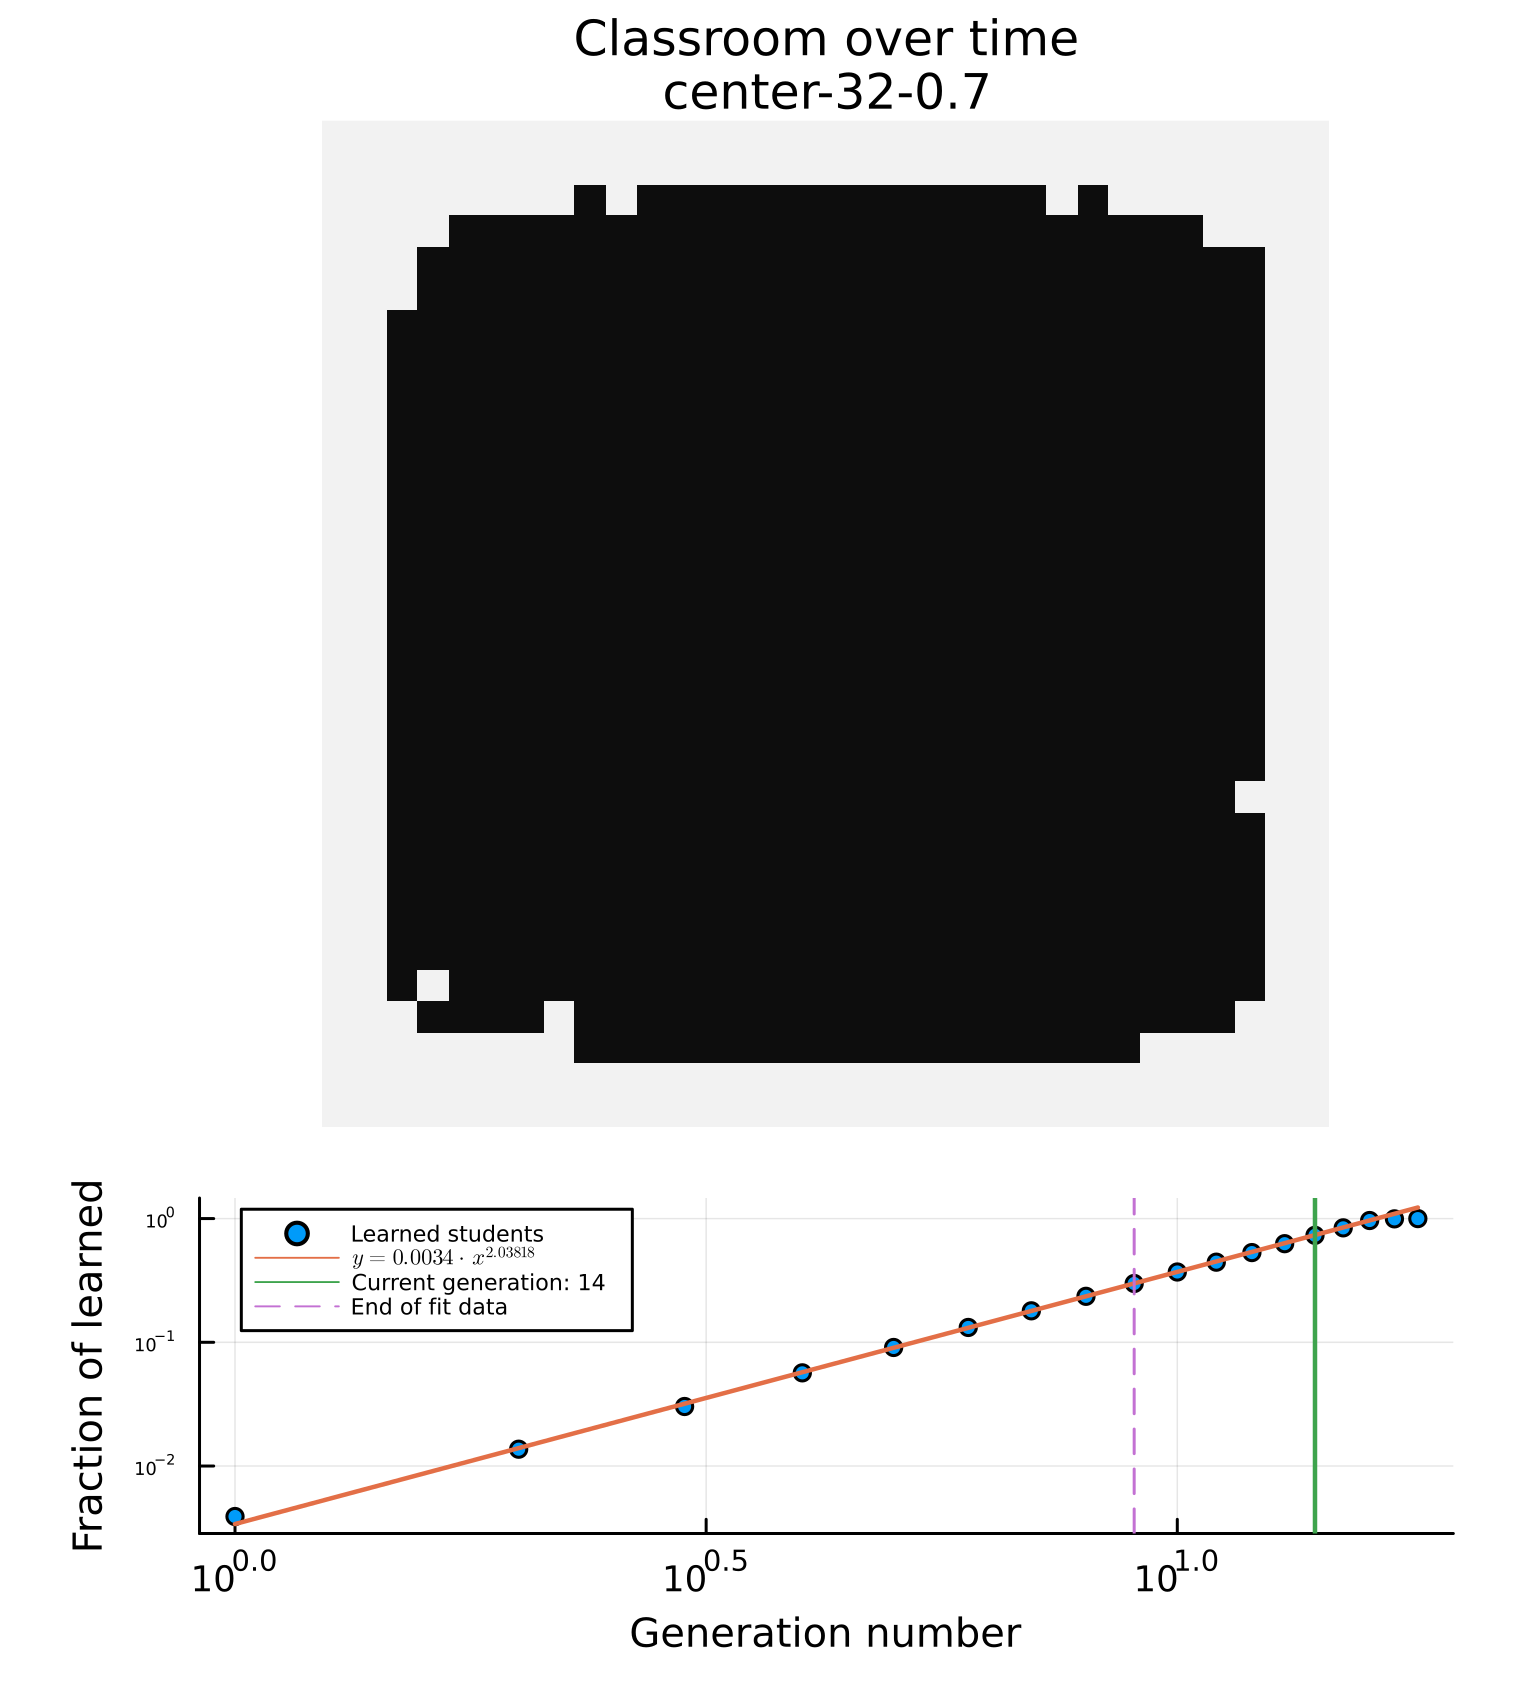 Classroom over time
center-32-0.7
Fraction of learned
10⁰
10⁻¹
10⁻²
Learned students
y = 0.0034 · x^2.03818
Current generation: 14
End of fit data
10^0.0
10^0.5
10^1.0
Generation number